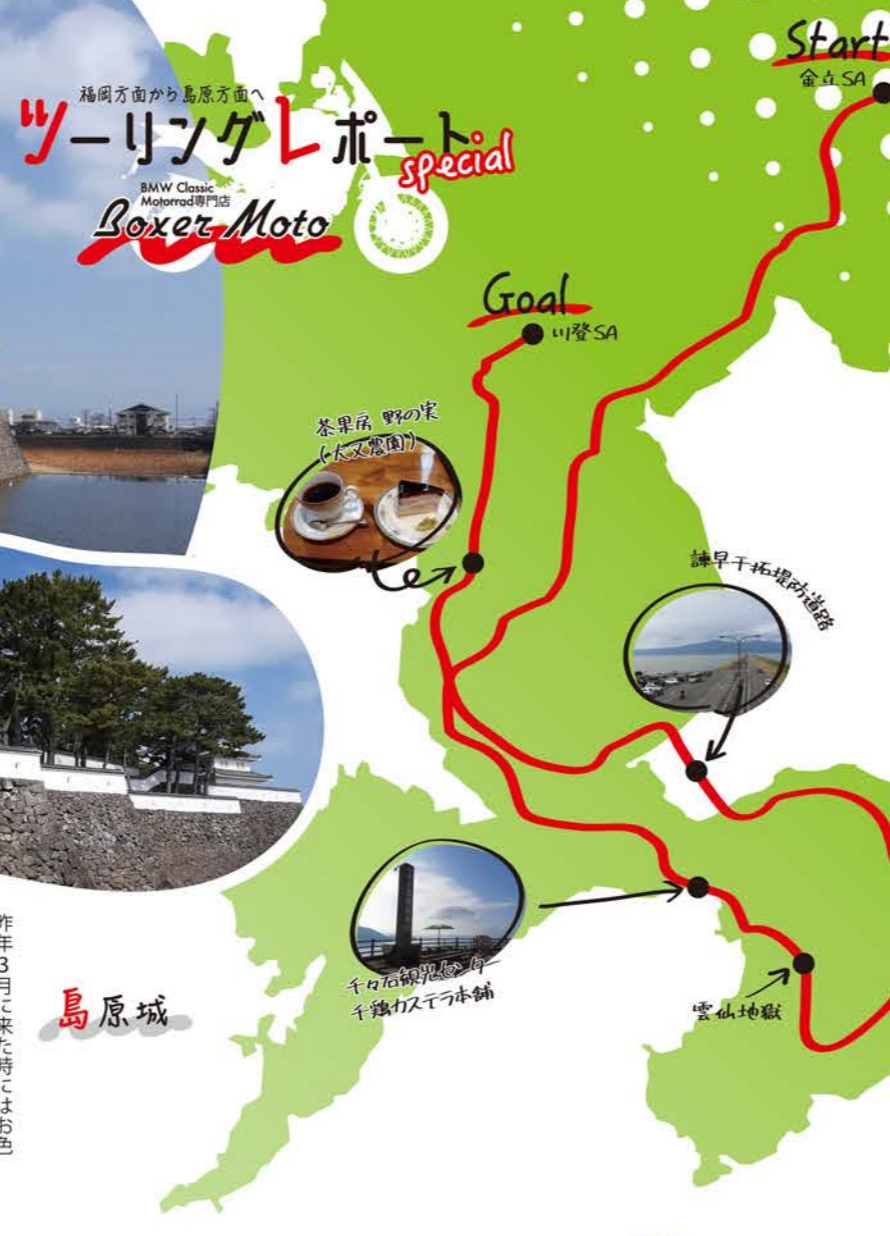 Start
金立SA
福岡方面から島原方面へ
ツーリングレポート
special
BMW Classic
Motorrad専門店
Boxer Moto
Goal
川登SA
茶果房 野の実
(大又農園)
諫早干拓堤防道路
千々石観光センター
千鶏カステラ本舗
雲仙地獄
島原城
昨年3月に来た時にはお色